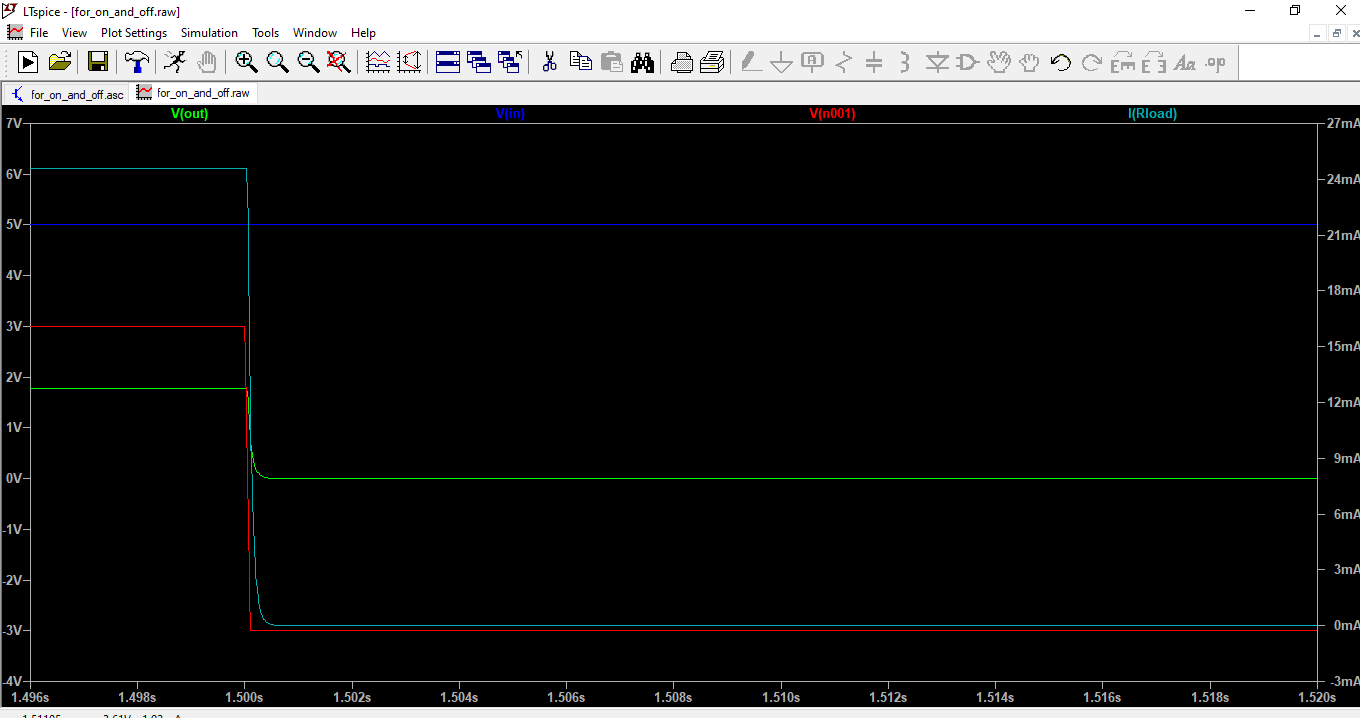 LTspice - [for_on_and_off.raw]
File View Plot Settings Simulation Tools Window Help
for_on_and_off.asc for_on_and_off.raw
V(out) V(in) V(n001) I(Rload)
7V 27mA
6V 24mA
5V 21mA
4V 18mA
3V 15mA
2V 12mA
1V 9mA
0V 6mA
-1V 3mA
-2V 0mA
-3V -3mA
-4V
1.496s 1.498s 1.500s 1.502s 1.504s 1.506s 1.508s 1.510s 1.512s 1.514s 1.516s 1.518s 1.520s